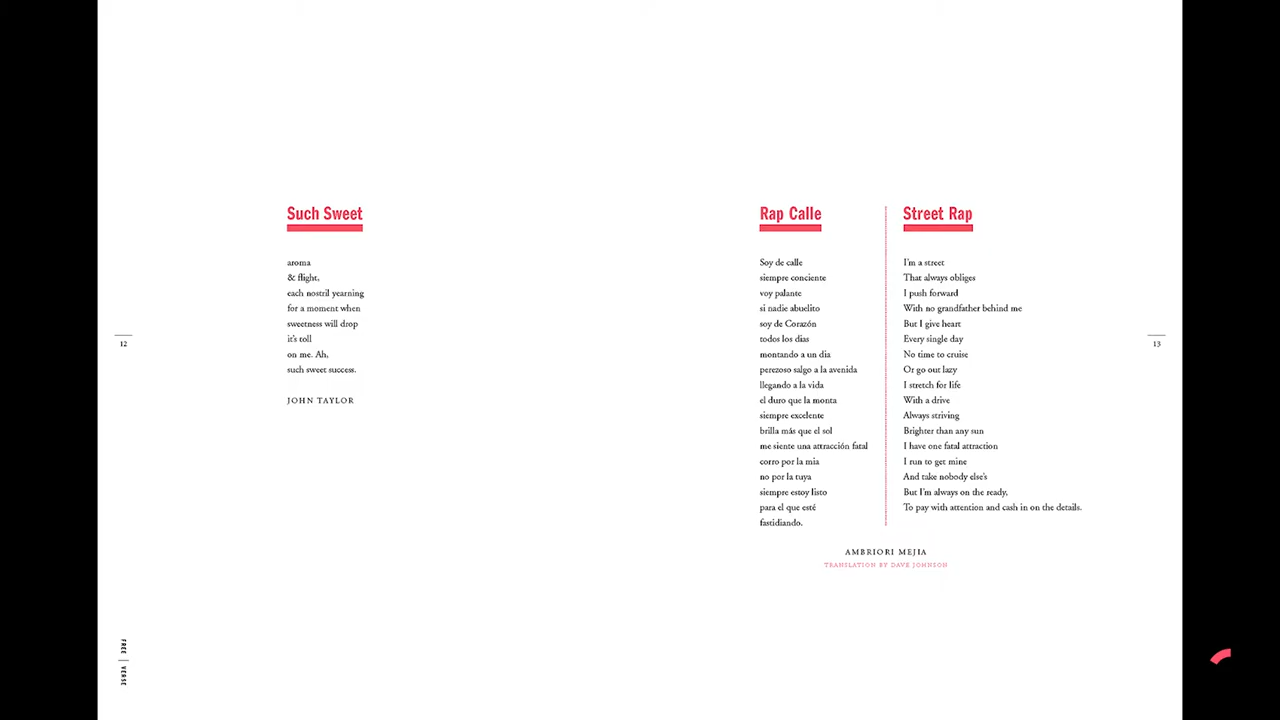 Such Sweet
aroma
& flight,
each nostril yearning
for a moment when
sweetness will drop
it's toll
on me. Ah,
such sweet success.
JOHN TAYLOR
12
FREE | VERSE
Rap Calle
Soy de calle
siempre conciente
voy palante
si nadie abuelito
soy de Corazón
todos los dias
montando a un dia
perezoso salgo a la avenida
llegando a la vida
el duro que la monta
siempre excelente
brilla más que el sol
me siente una attracción fatal
corro por la mia
no por la tuya
siempre estoy listo
para el que esté
fastidiando.
Street Rap
I'm a street
That always obliges
I push forward
With no grandfather behind me
But I give heart
Every single day
No time to cruise
Or go out lazy
I stretch for life
With a drive
Always striving
Brighter than any sun
I have one fatal attraction
I run to get mine
And take nobody else's
But I'm always on the ready,
To pay with attention and cash in on the details.
AMBRIORI MEJIA
TRANSLATION BY DAVE JOHNSON
13